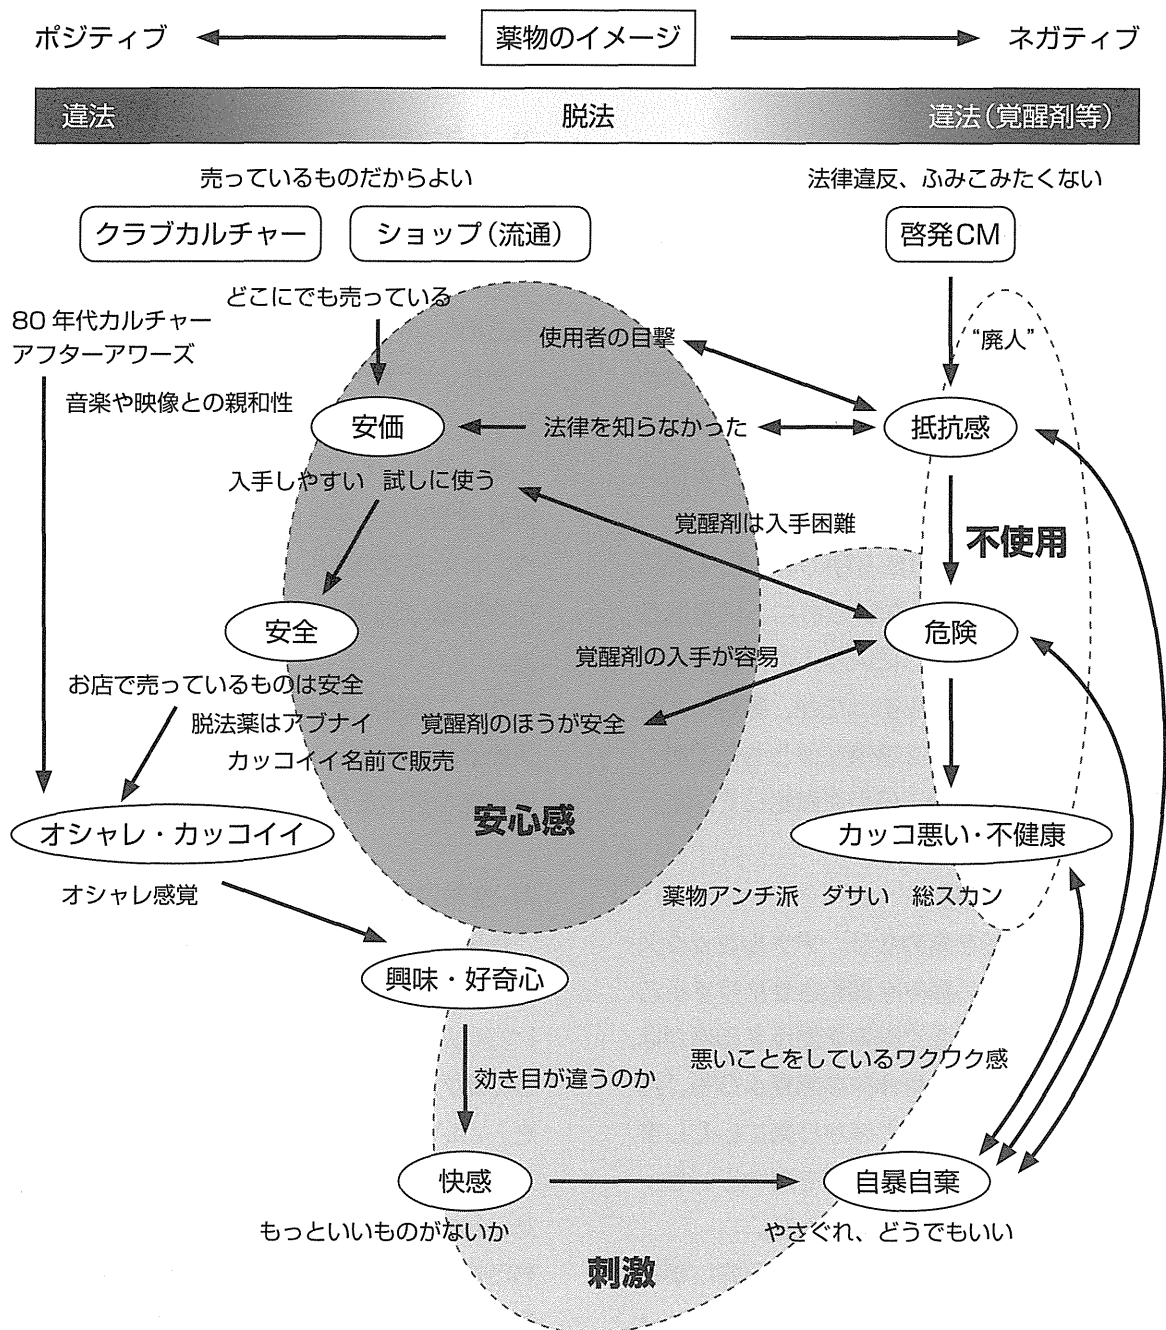 ポジティブ
薬物のイメージ
ネガティブ
違法
脱法
違法(覚醒剤等)
売っているものだからよい
法律違反、ふみこみたくない
クラブカルチャー
ショップ(流通)
啓発CM
どこにでも売っている
80年代カルチャー
アフターアワーズ
使用者の目撃
“廃人”
音楽や映像との親和性
安価
法律を知らなかった
抵抗感
入手しやすい 試しに使う
覚醒剤は入手困難
不使用
安全
危険
覚醒剤の入手が容易
お店で売っているものは安全
脱法薬はアブナイ
覚醒剤のほうが安全
カッコイイ名前で販売
安心感
オシャレ・カッコイイ
カッコ悪い・不健康
オシャレ感覚
薬物アンチ派 ダサい 総スカン
興味・好奇心
悪いことをしているワクワク感
効き目が違うのか
快感
自暴自棄
もっといいものがないか
やさぐれ、どうでもいい
刺激